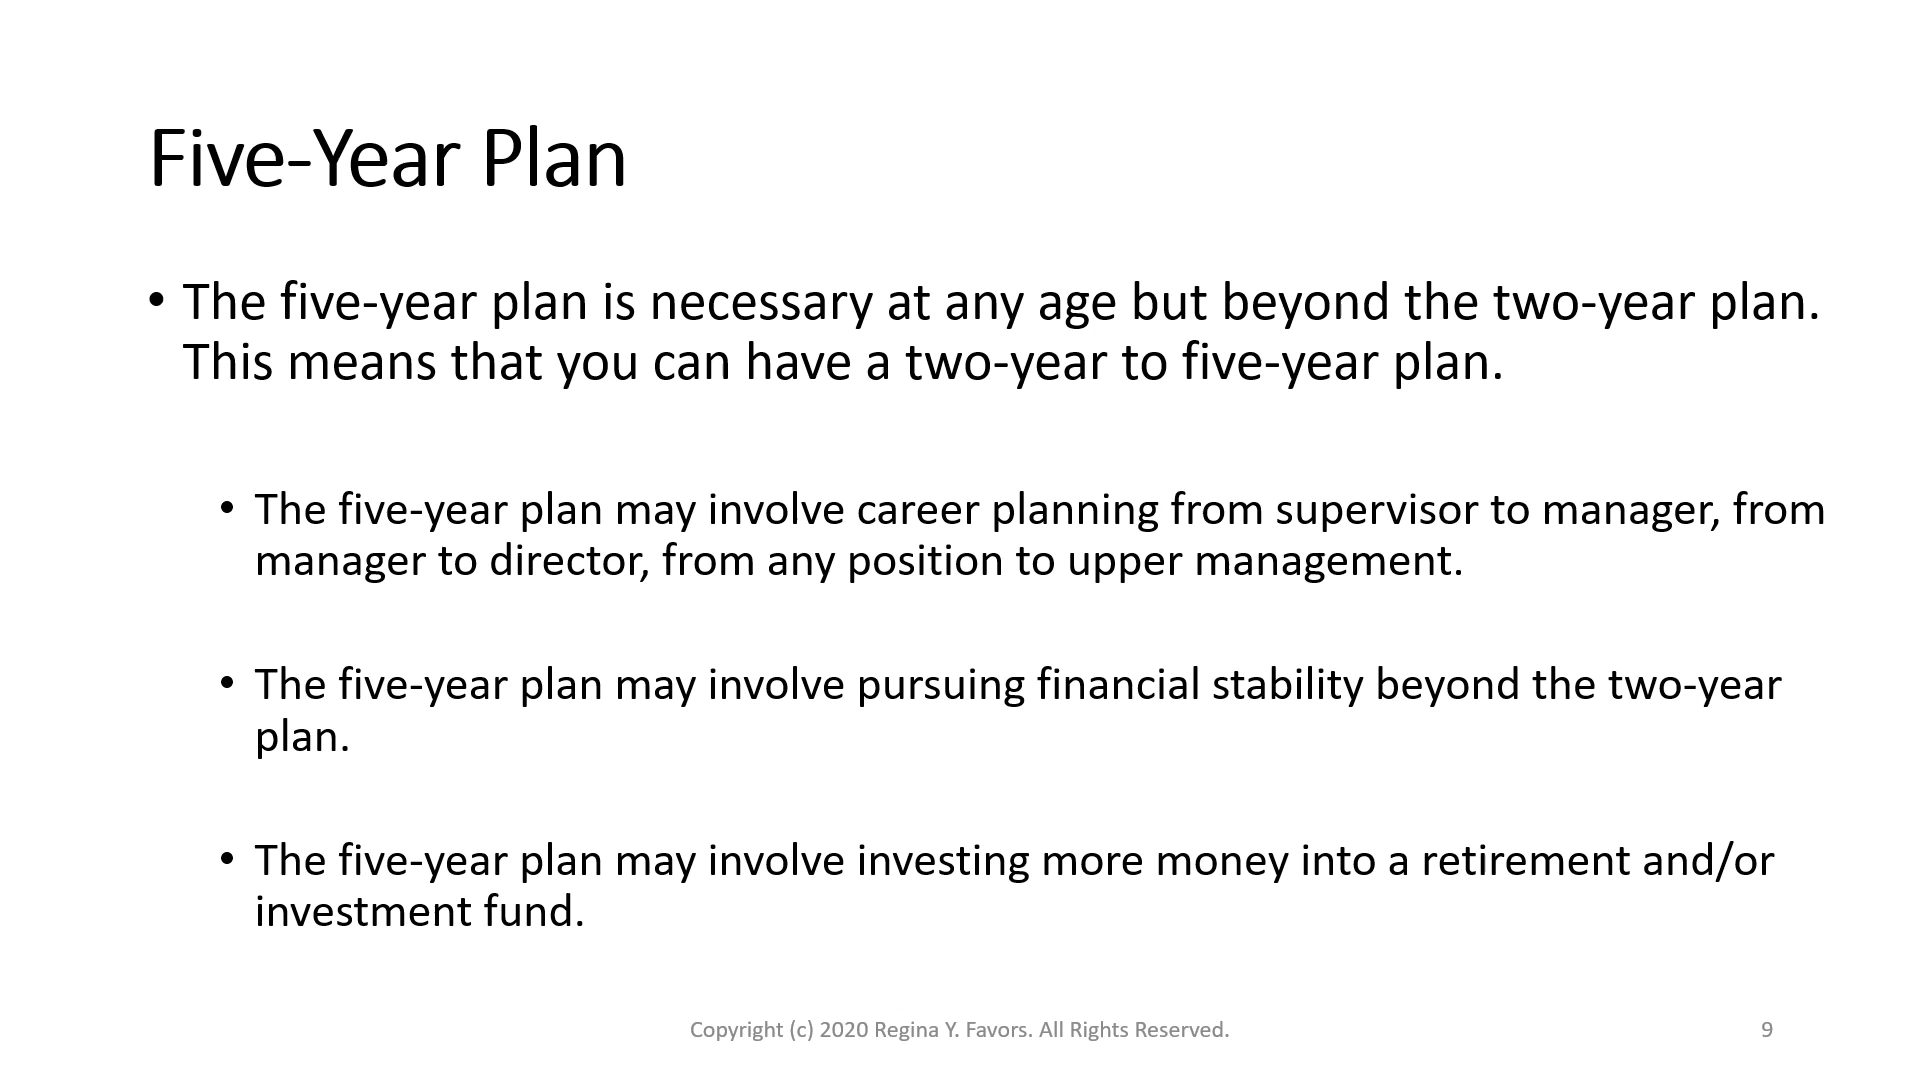 Five-Year Plan
• The five-year plan is necessary at any age but beyond the two-year plan.
This means that you can have a two-year to five-year plan.
• The five-year plan may involve career planning from supervisor to manager, from
manager to director, from any position to upper management.
• The five-year plan may involve pursuing financial stability beyond the two-year
plan.
• The five-year plan may involve investing more money into a retirement and/or
investment fund.
Copyright (c) 2020 Regina Y. Favors. All Rights Reserved.
9